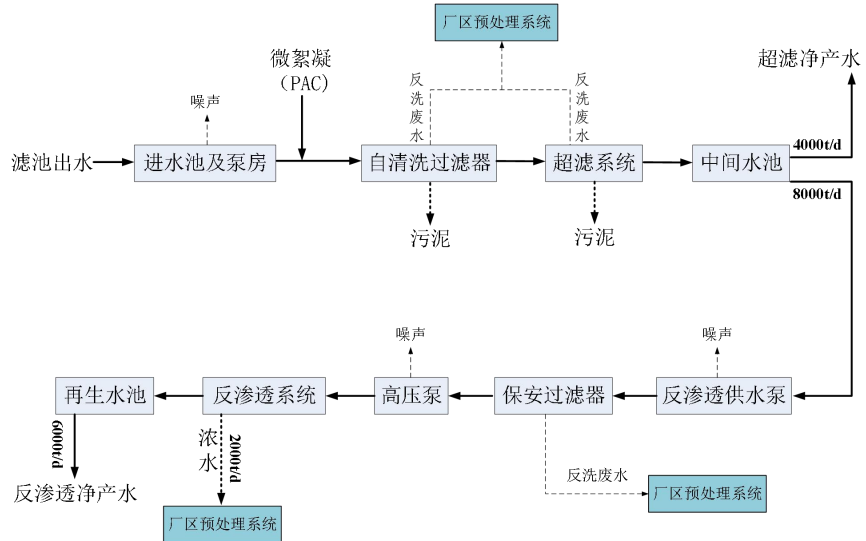 厂区预处理系统
微絮凝
(PAC)
超滤净产水
噪声
反洗废水
反洗废水
滤池出水
进水池及泵房
自清洗过滤器
超滤系统
中间水池
4000t/d
8000t/d
污泥
污泥
噪声
噪声
再生水池
反渗透系统
高压泵
保安过滤器
反渗透供水泵
6000t/d
浓水
2000t/d
反洗废水
反渗透净产水
厂区预处理系统
厂区预处理系统